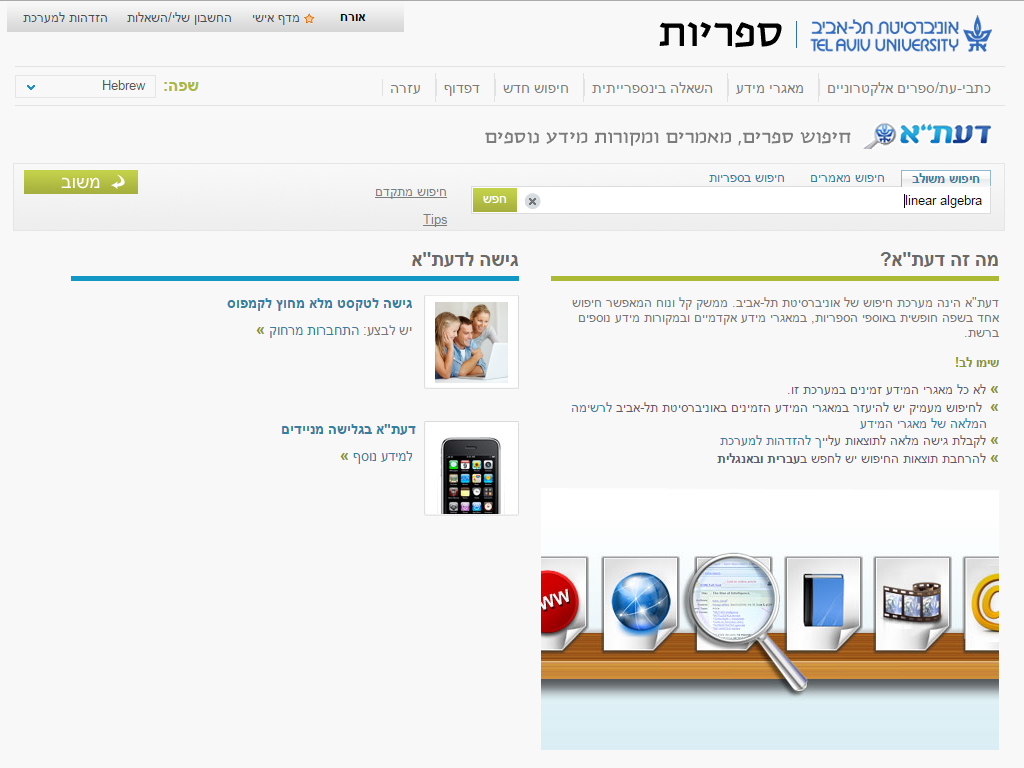 אורח
מדף אישי
החשבון שלי/השאלות
הזדהות למערכת
אוניברסיטת תל-אביב
TEL AVIV UNIVERSITY
ספריות
כתבי-עת/ספרים אלקטרוניים
מאגרי מידע
השאלה בינספרייתית
חיפוש חדש
דפדוף
עזרה
שפה:
Hebrew
דעת"א
חיפוש ספרים, מאמרים ומקורות מידע נוספים
חיפוש משולב
חיפוש מאמרים
חיפוש בספריות
linear algebra
חפש
חיפוש מתקדם
Tips
משוב
מה זה דעת"א?
דעת"א הינה מערכת חיפוש של אוניברסיטת תל-אביב. ממשק קל ונוח המאפשר חיפוש
אחד בשפה חופשית באוספי הספריות, במאגרי מידע אקדמיים ובמקורות מידע נוספים
ברשת.
שימו לב!
» לא כל מאגרי המידע זמינים במערכת זו.
» לחיפוש מעמיק יש להיעזר במאגרי המידע הזמינים באוניברסיטת תל-אביב לרשימה
המלאה של מאגרי המידע
» לקבלת גישה מלאה לתוצאות עלייך להזדהות למערכת
» להרחבת תוצאות החיפוש יש לחפש בעברית ובאנגלית
גישה לדעת"א
גישה לטקסט מלא מחוץ לקמפוס
יש לבצע: התחברות מרחוק »
דעת"א בגלישה מניידים
למידע נוסף »
WW
@